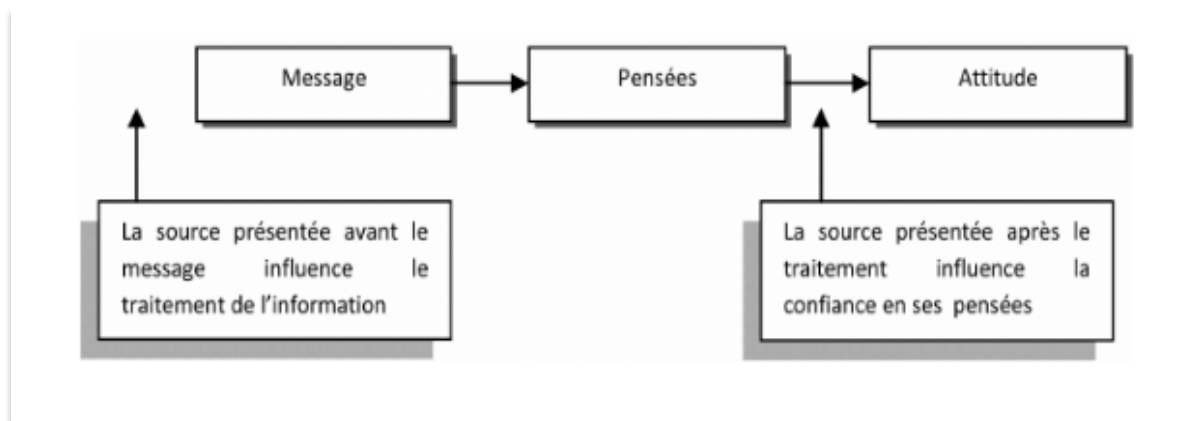 Message
Pensées
Attitude
La source présentée avant le
message influence le
traitement de l'information
La source présentée après le
traitement influence la
confiance en ses pensées